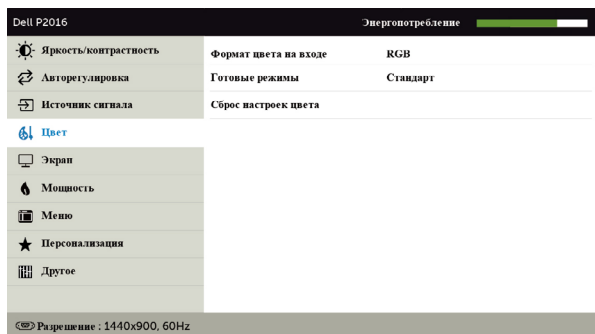 Dell P2016 Энергопотребление
Яркость/контрастность
Авторегулировка
Источник сигнала
Цвет
Экран
Мощность
Меню
Персонализация
Другое
Формат цвета на входе RGB
Готовые режимы Стандарт
Сброс настроек цвета
Разрешение : 1440x900, 60Hz